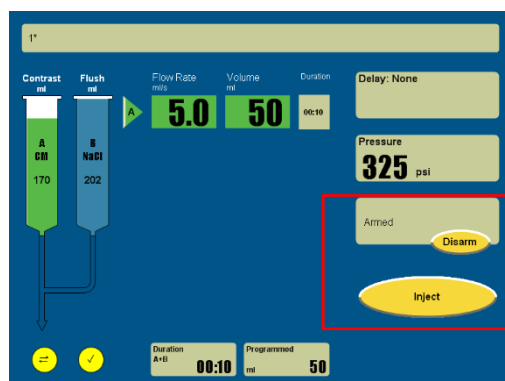 1*
Contrast
ml
Flush
ml
Flow Rate
ml/s
Volume
ml
Duration
Delay: None
A
5.0
50
00:10
A
CM
170
B
NaCl
202
Pressure
325 psi
Armed
Disarm
Inject
Duration
A+B
00:10
Programmed
ml
50